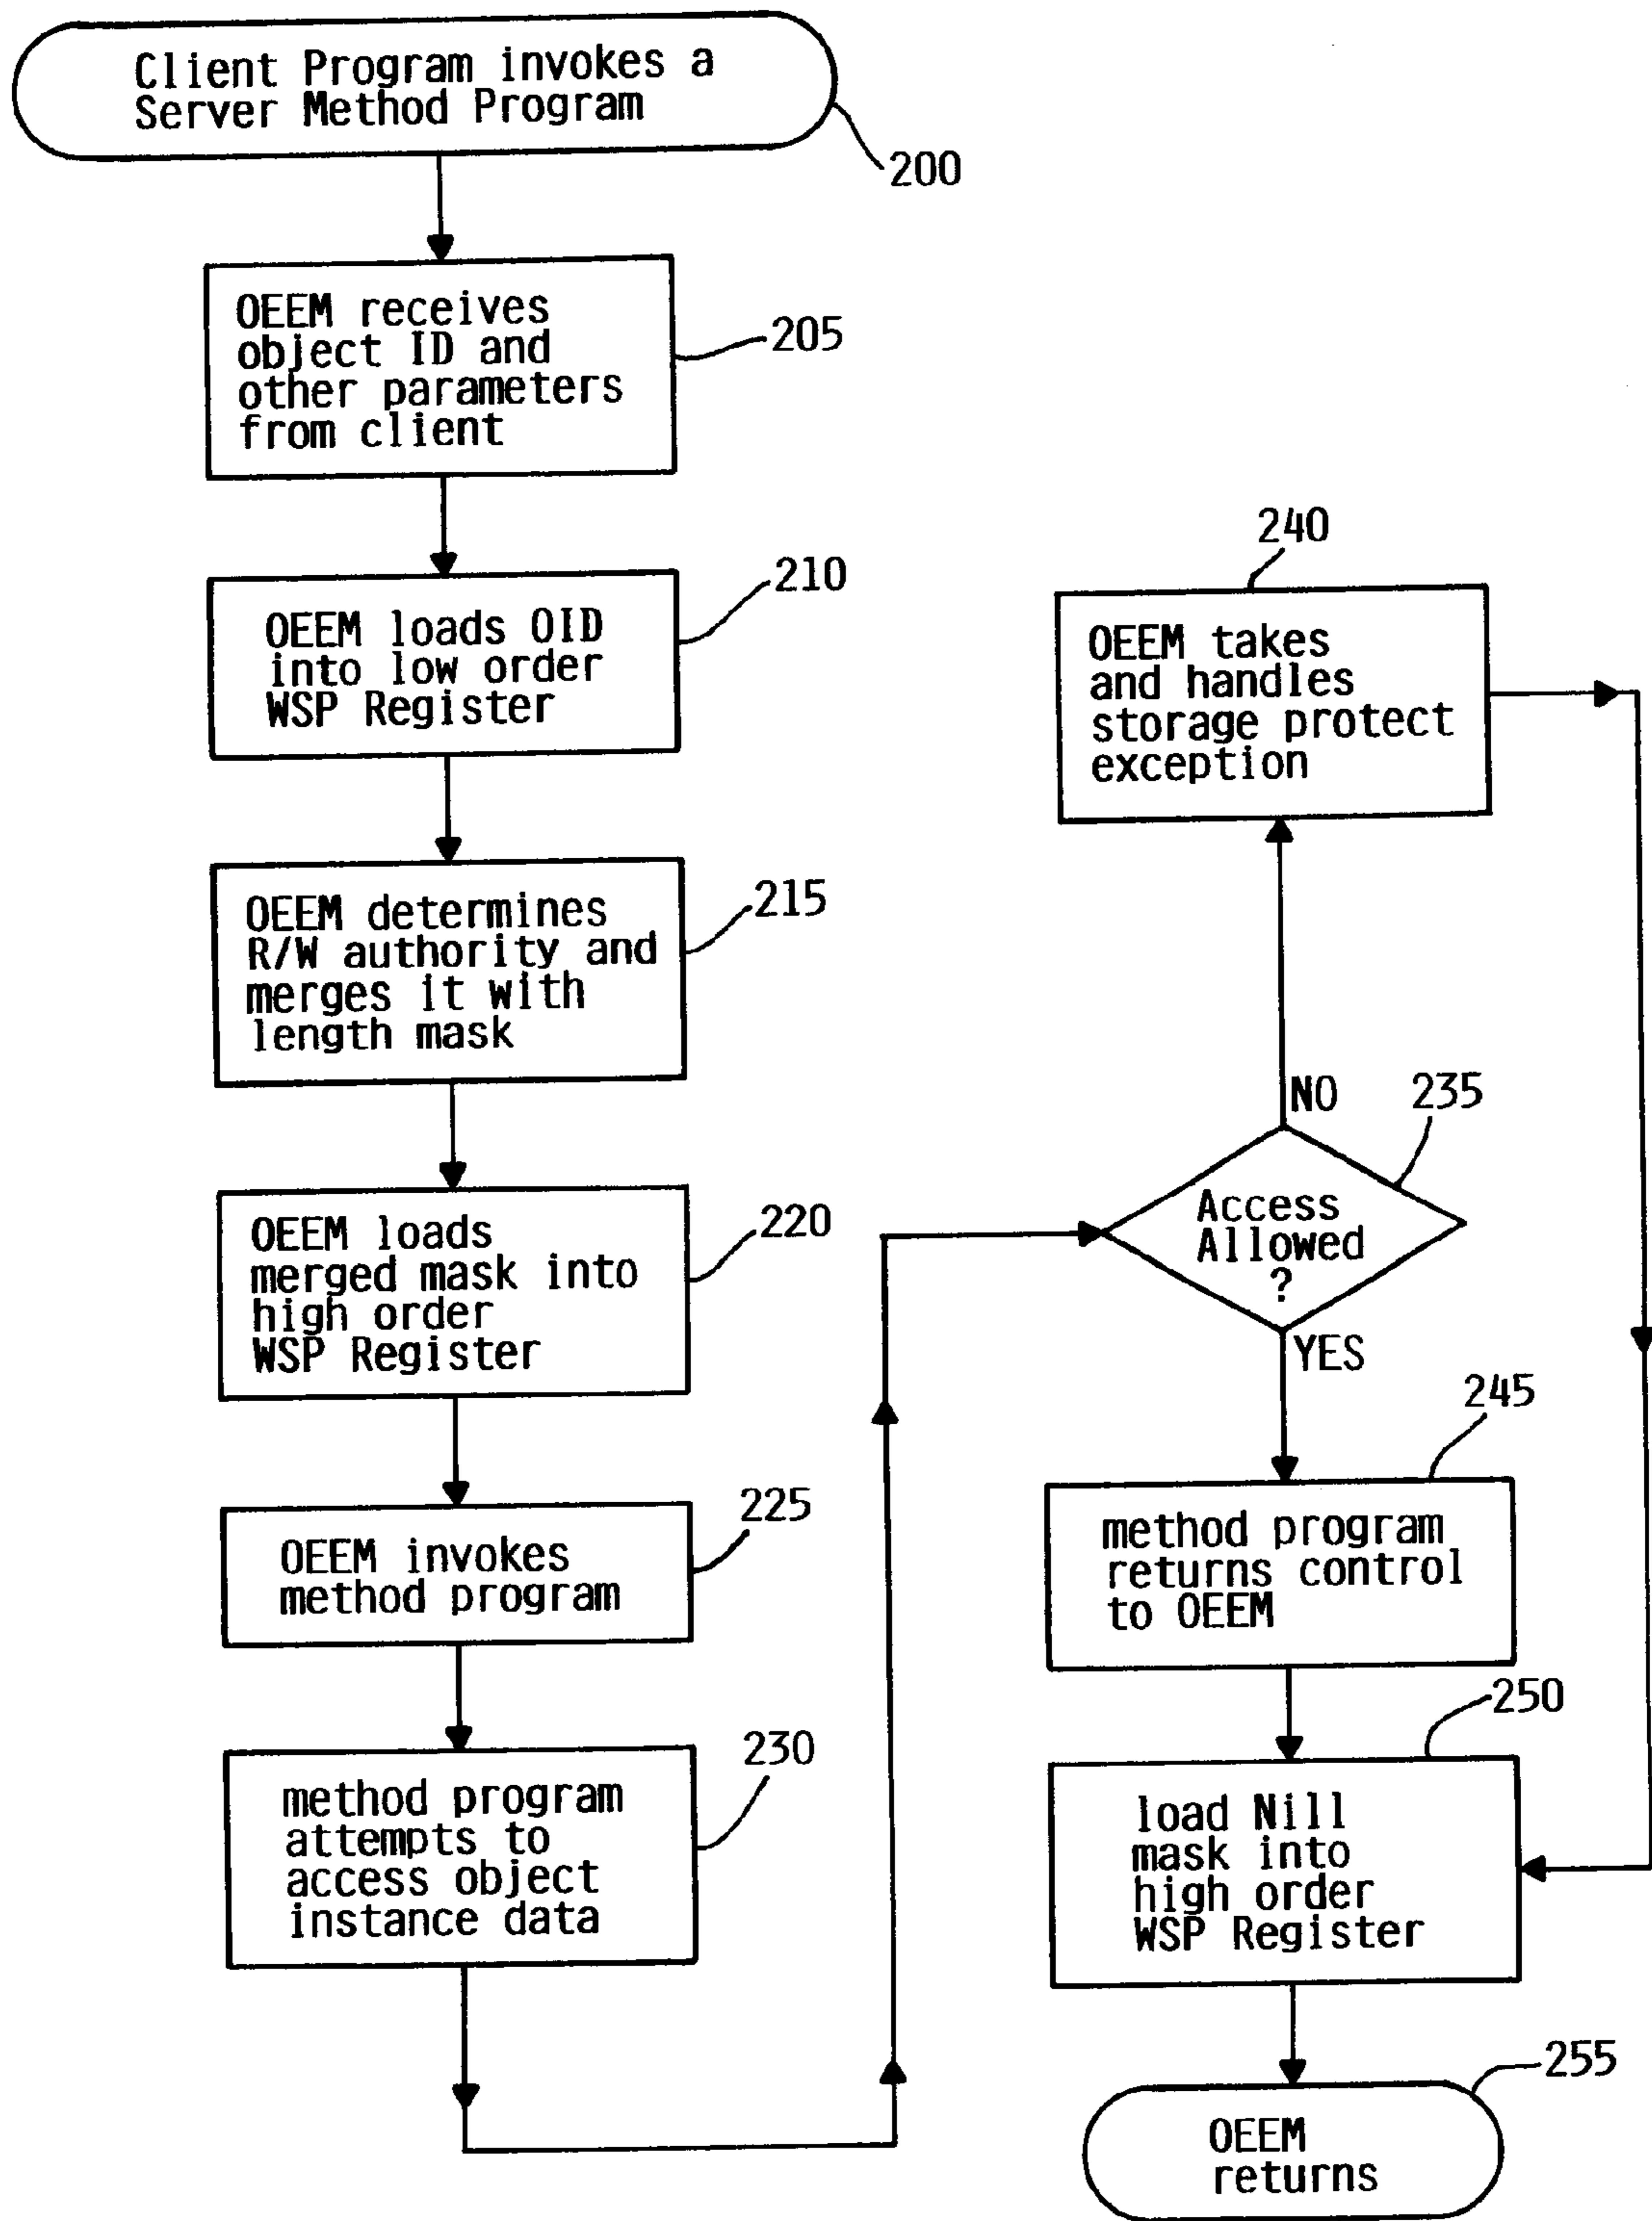 Client Program invokes a
Server Method Program
200
OEEM receives
object ID and
other parameters
from client
205
OEEM loads OID
into low order
WSP Register
210
OEEM determines
R/W authority and
merges it with
length mask
215
OEEM loads
merged mask into
high order
WSP Register
220
OEEM invokes
method program
225
method program
attempts to
access object
instance data
230
Access
Allowed
?
235
NO
YES
240
OEEM takes
and handles
storage protect
exception
245
method program
returns control
to OEEM
250
load Nill
mask into
high order
WSP Register
255
OEEM
returns